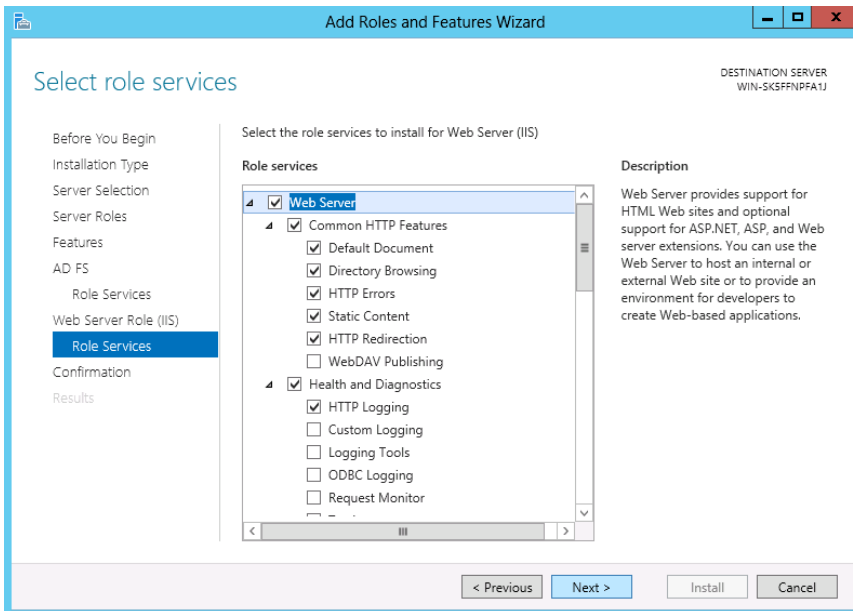 Add Roles and Features Wizard
Select role services
DESTINATION SERVER
WIN-SK5FFNPFA1J
Before You Begin
Installation Type
Server Selection
Server Roles
Features
AD FS
Role Services
Web Server Role (IIS)
Role Services
Confirmation
Results
Select the role services to install for Web Server (IIS)
Role services
Web Server
Common HTTP Features
Default Document
Directory Browsing
HTTP Errors
Static Content
HTTP Redirection
WebDAV Publishing
Health and Diagnostics
HTTP Logging
Custom Logging
Logging Tools
ODBC Logging
Request Monitor
Description
Web Server provides support for
HTML Web sites and optional
support for ASP.NET, ASP, and Web
server extensions. You can use the
Web Server to host an internal or
external Web site or to provide an
environment for developers to
create Web-based applications.
< Previous
Next >
Install
Cancel